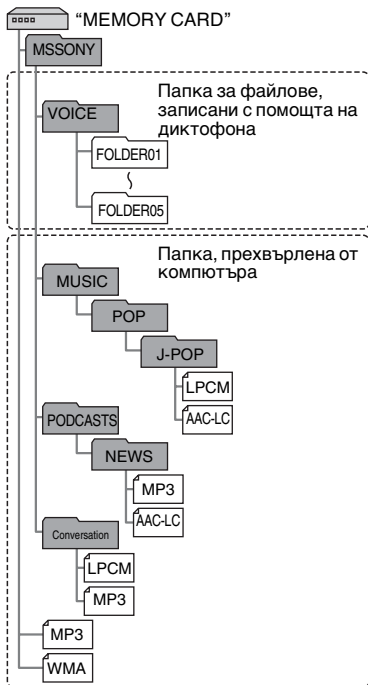 “MEMORY CARD”
MSSONY
Папка за файлове,
записани с помощта на
диктофона
VOICE
FOLDER01
FOLDER05
Папка, прехвърлена от
компютъра
MUSIC
POP
J-POP
LPCM
AAC-LC
PODCASTS
NEWS
MP3
AAC-LC
Conversation
LPCM
MP3
MP3
WMA